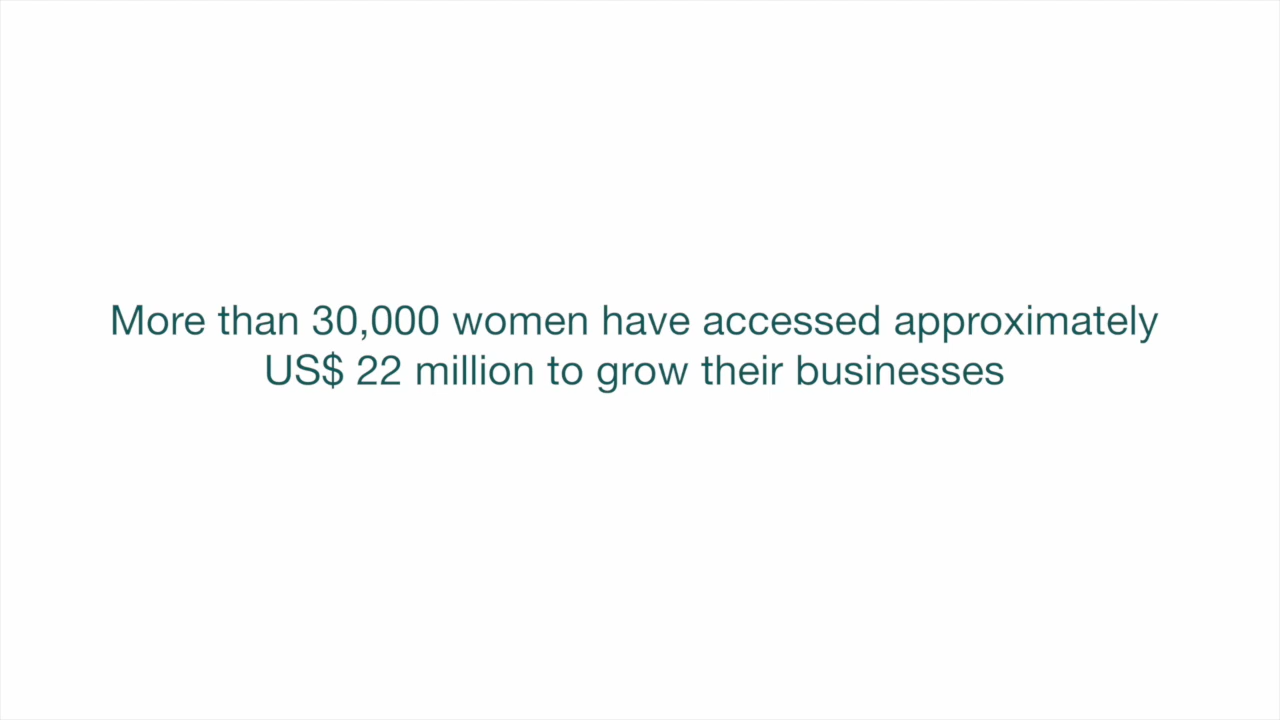 More than 30,000 women have accessed approximately
US$ 22 million to grow their businesses